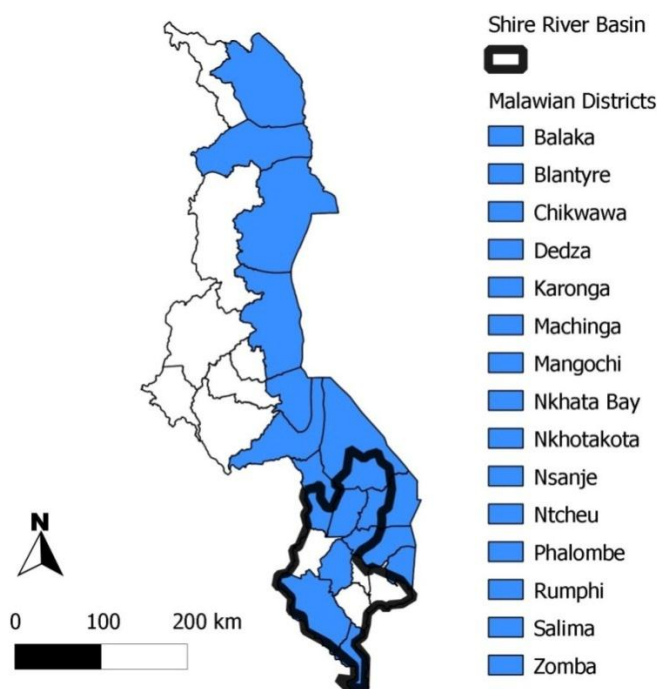 Shire River Basin
Malawian Districts
Balaka
Blantyre
Chikwawa
Dedza
Karonga
Machinga
Mangochi
Nkhata Bay
Nkhotakota
Nsanje
Ntcheu
Phalombe
Rumphi
Salima
Zomba
N
0 100 200 km